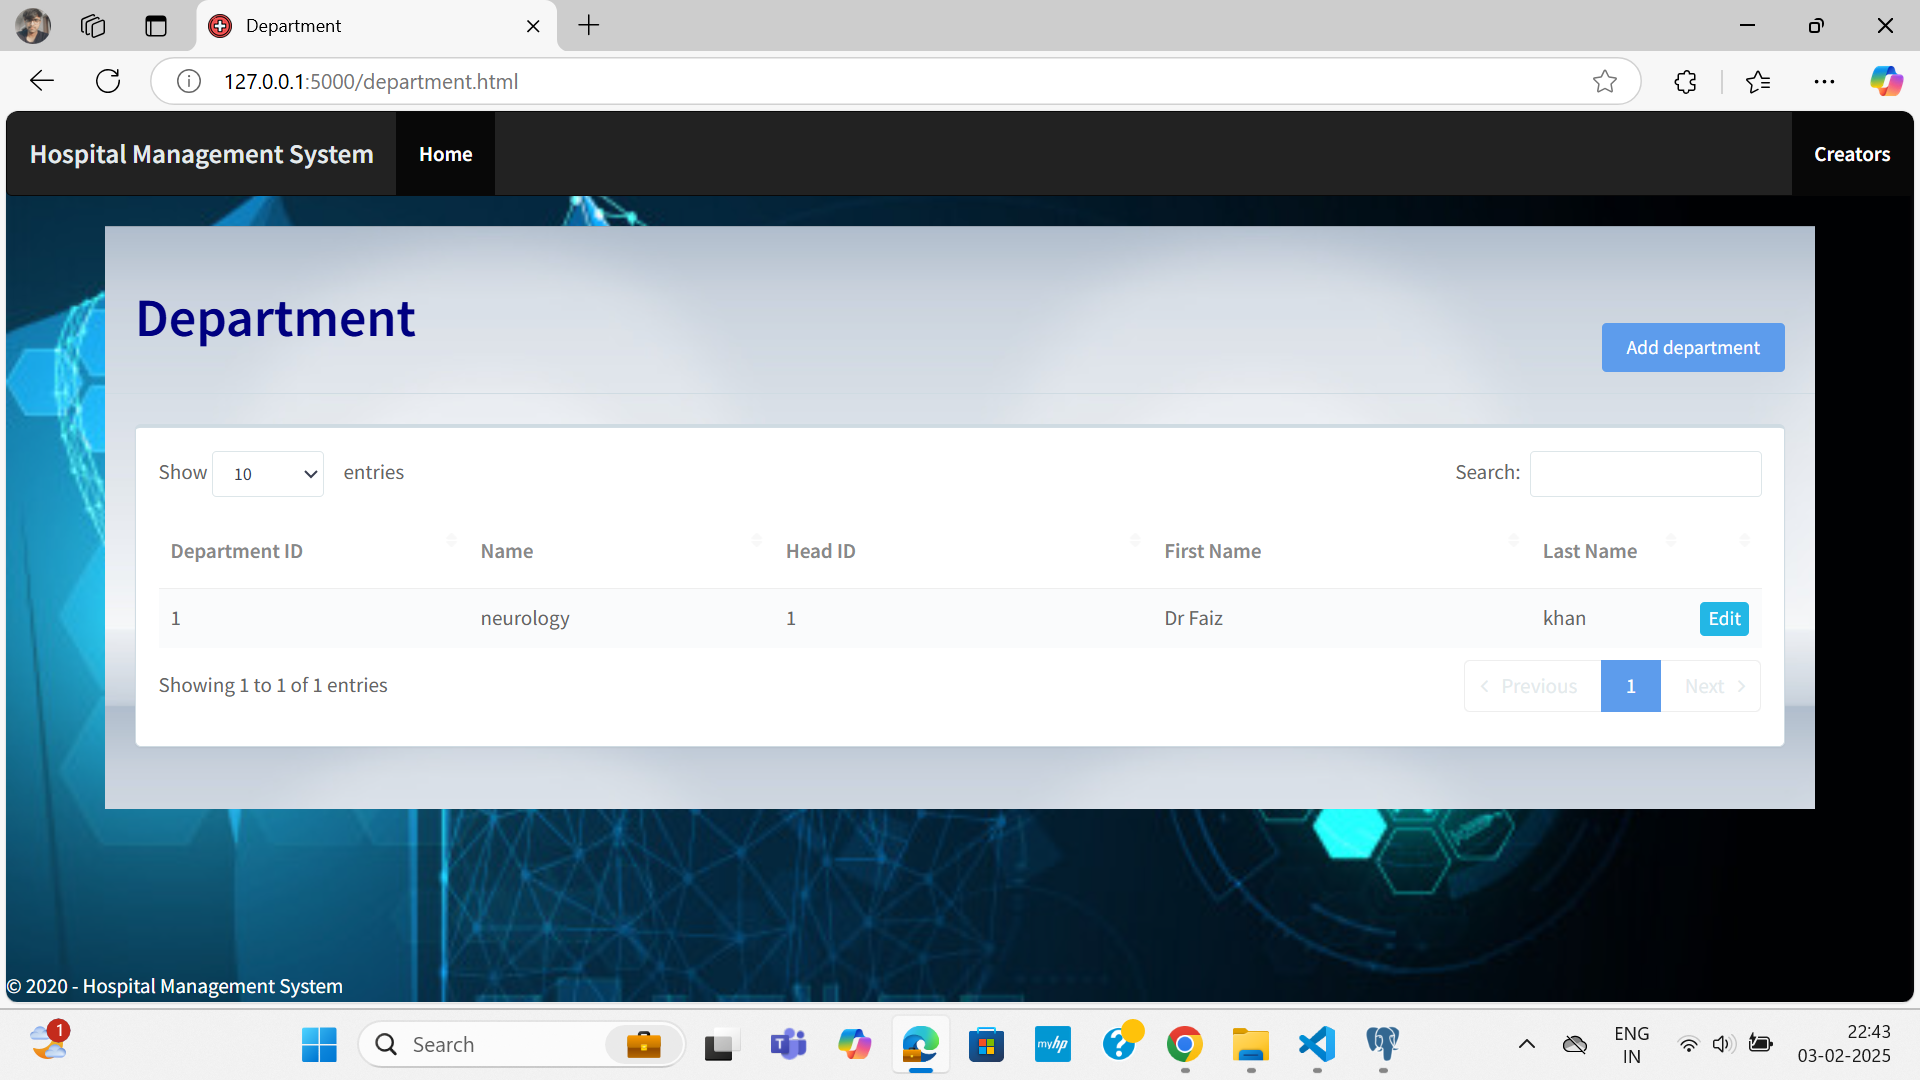 Department
127.0.0.1:5000/department.html
Hospital Management System Home Creators
Department
Add department
Show 10 entries Search:
Department ID Name Head ID First Name Last Name
1 neurology 1 Dr Faiz khan Edit
Showing 1 to 1 of 1 entries Previous 1 Next
© 2020 - Hospital Management System
1 Search T myhp ? ENG 22:43
IN 03-02-2025